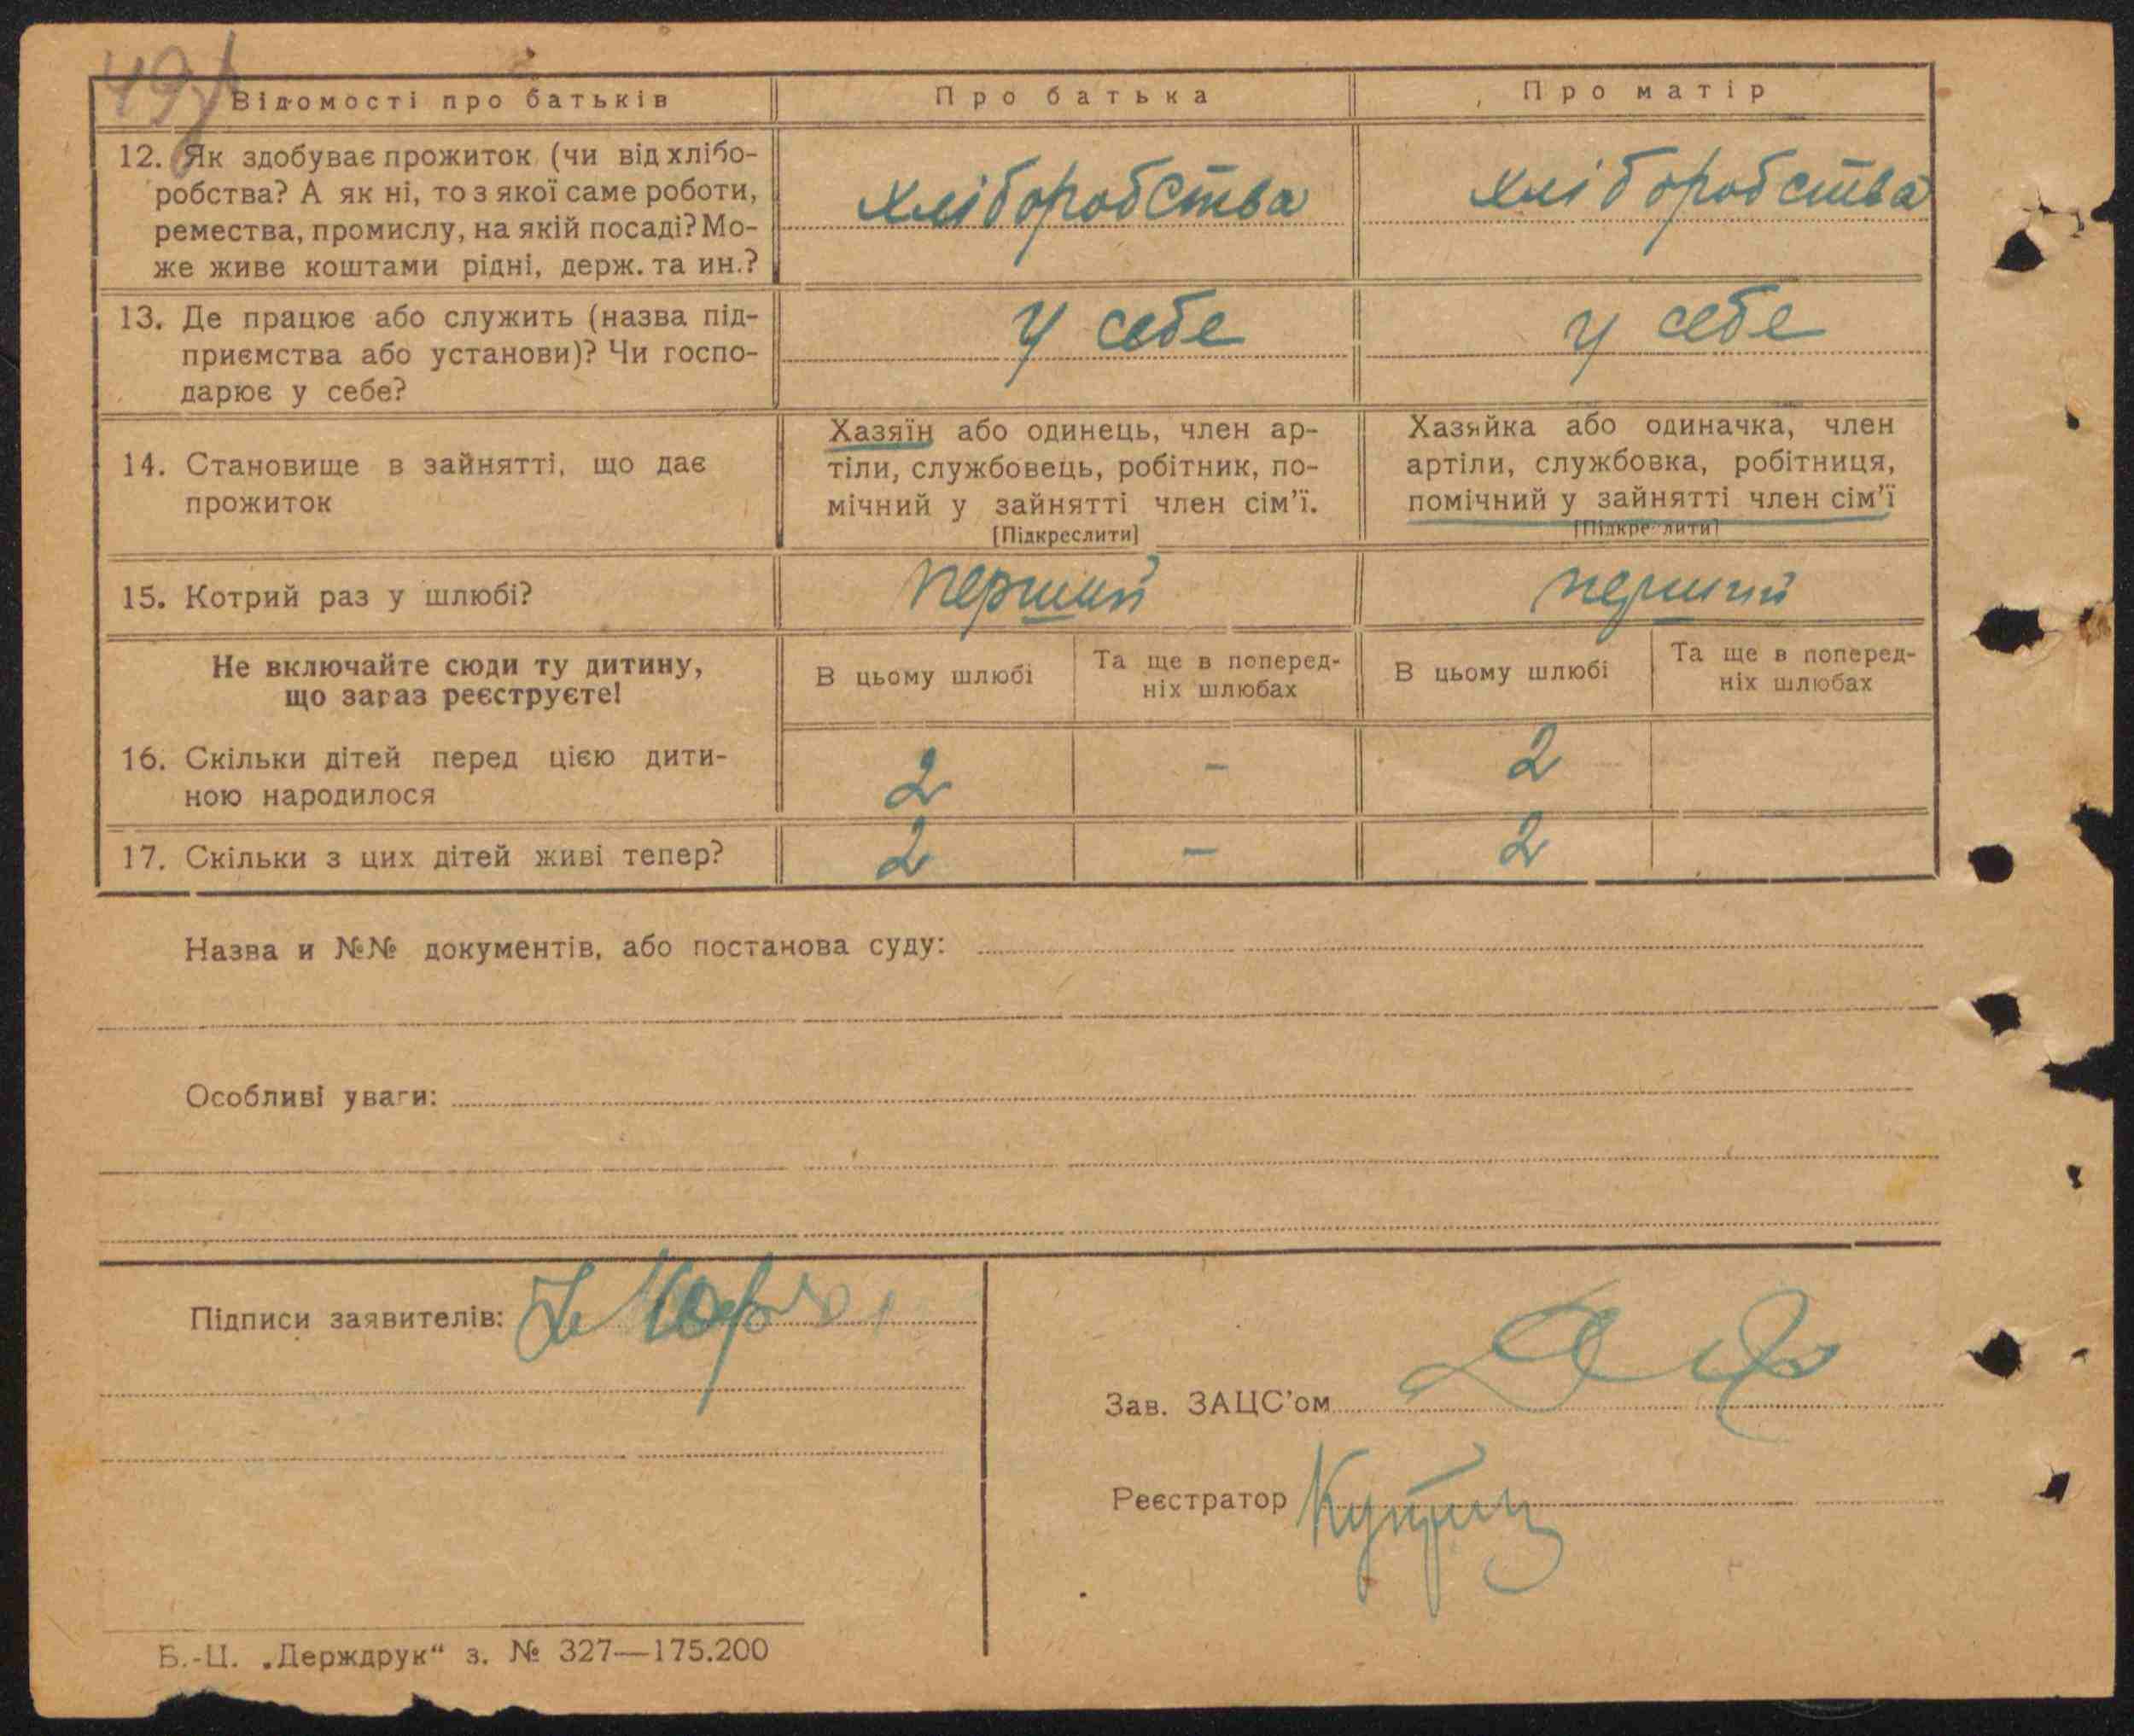 Відомості про батьків
Про батька
Про матір
12. Як здобуває прожиток (чи від хлібо-
робства? А як ні, то з якої саме роботи,
ремества, промислу, на якій посаді? Мо-
же живе коштами рідні, держ. та ин.?
хліборобства
хліборобства
13. Де працює або служить (назва під-
приємства або установи)? Чи госпо-
дарює у себе?
у себе
у себе
14. Становище в зайнятті, що дає
прожиток
Хазяїн або одинець, член ар-
тіли, службовець, робітник, по-
мічний у зайнятті член сім'ї.
[Підкреслити]
Хазяйка або одиначка, член
артіли, службовка, робітниця,
помічний у зайнятті член сім'ї
[Підкреслити]
15. Котрий раз у шлюбі?
перший
перший
Не включайте сюди ту дитину,
що зараз реєструєте!
В цьому шлюбі
Та ще в поперед-
ніх шлюбах
В цьому шлюбі
Та ще в поперед-
ніх шлюбах
16. Скільки дітей перед цією дити-
ною народилося
2
-
2
17. Скільки з цих дітей живі тепер?
2
-
2
Назва и №№ документів, або постанова суду:
Особливі уваги:
Підписи заявителів:
Зав. ЗАЦС'ом
Реєстратор
Б.-Ц. „Держдрук“ з. № 327—175.200